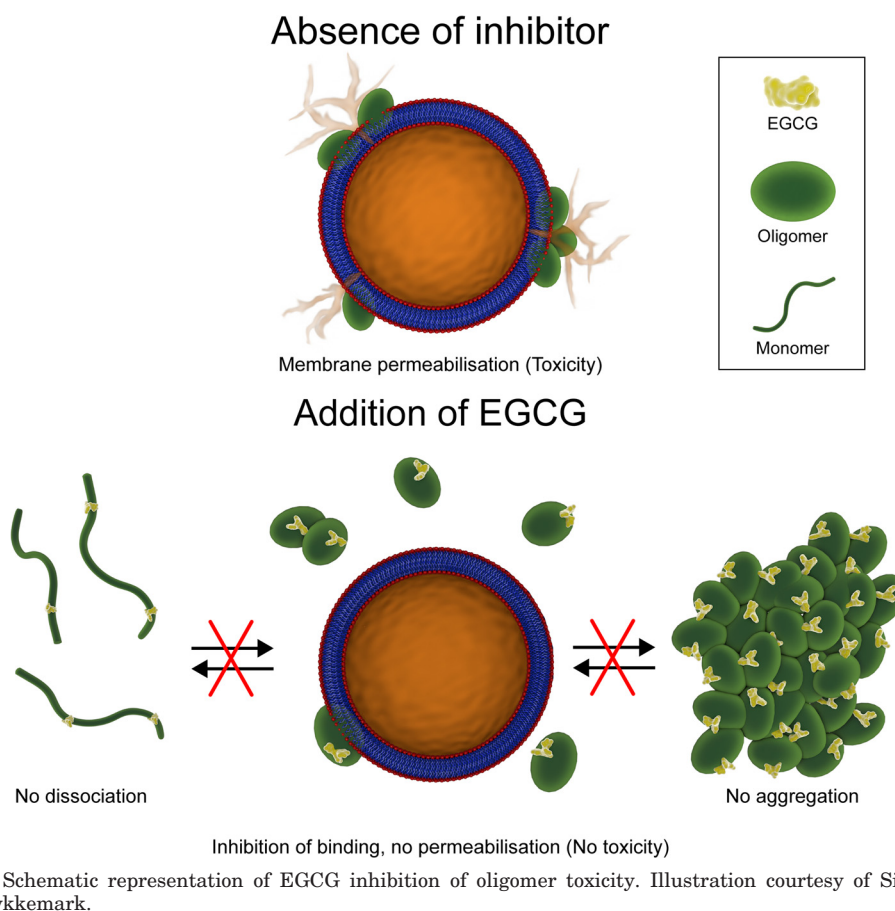 Absence of inhibitor
EGCG
Oligomer
Monomer
Membrane permeabilisation (Toxicity)
Addition of EGCG
No dissociation
No aggregation
Inhibition of binding, no permeabilisation (No toxicity)
Schematic representation of EGCG inhibition of oligomer toxicity. Illustration courtesy of